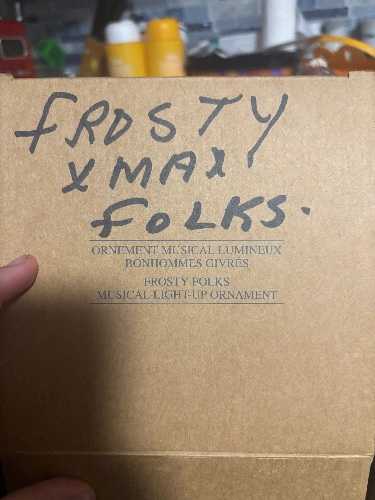 FROSTY
XMAX
FOLKS.
ORNEMENT MUSICAL LUMINEUX
BONHOMMES GIVRÉS
FROSTY FOLKS
MUSICAL LIGHT-UP ORNAMENT